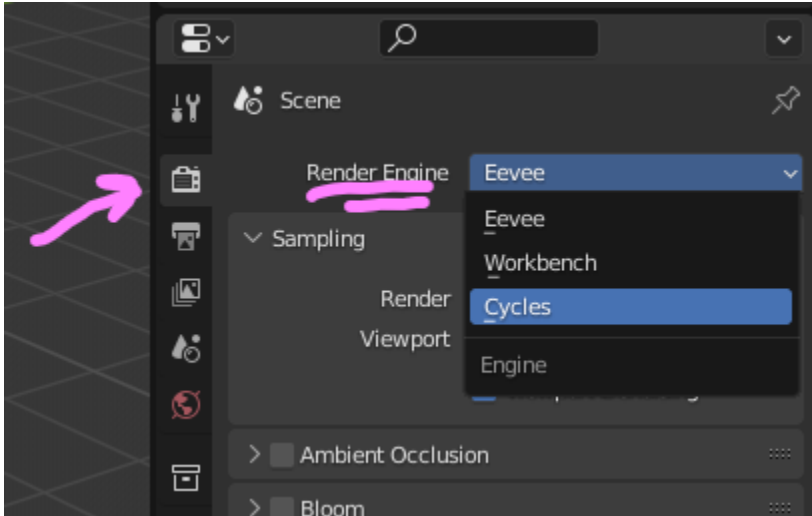 Scene
Render Engine Eevee
Eevee
Workbench
Cycles
Engine
Sampling
Render
Viewport
Ambient Occlusion
Bloom